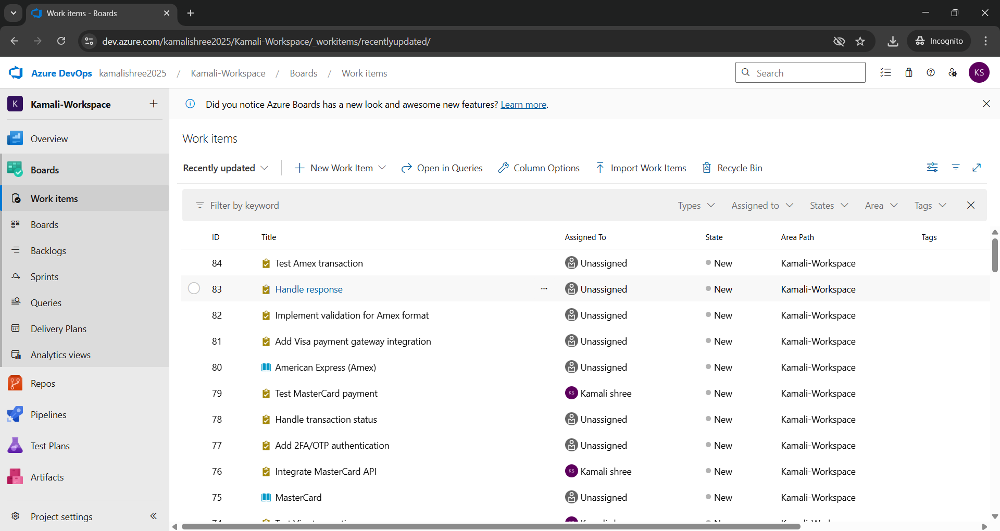 Work items - Boards
dev.azure.com/kamalishree2025/Kamali-Workspace/_workitems/recentlyupdated/
Incognito
Azure DevOps kamalishree2025 / Kamali-Workspace / Boards / Work items
Search
KS
K Kamali-Workspace
Did you notice Azure Boards has a new look and awesome new features? Learn more.
Overview
Boards
Work items
Boards
Backlogs
Sprints
Queries
Delivery Plans
Analytics views
Repos
Pipelines
Test Plans
Artifacts
Project settings
Work items
Recently updated New Work Item Open in Queries Column Options Import Work Items Recycle Bin
Filter by keyword Types Assigned to States Area Tags
ID Title Assigned To State Area Path Tags
84 Test Amex transaction Unassigned New Kamali-Workspace
83 Handle response ... Unassigned New Kamali-Workspace
82 Implement validation for Amex format Unassigned New Kamali-Workspace
81 Add Visa payment gateway integration Unassigned New Kamali-Workspace
80 American Express (Amex) Unassigned New Kamali-Workspace
79 Test MasterCard payment KS Kamali shree New Kamali-Workspace
78 Handle transaction status Unassigned New Kamali-Workspace
77 Add 2FA/OTP authentication Unassigned New Kamali-Workspace
76 Integrate MasterCard API KS Kamali shree New Kamali-Workspace
75 MasterCard Unassigned New Kamali-Workspace